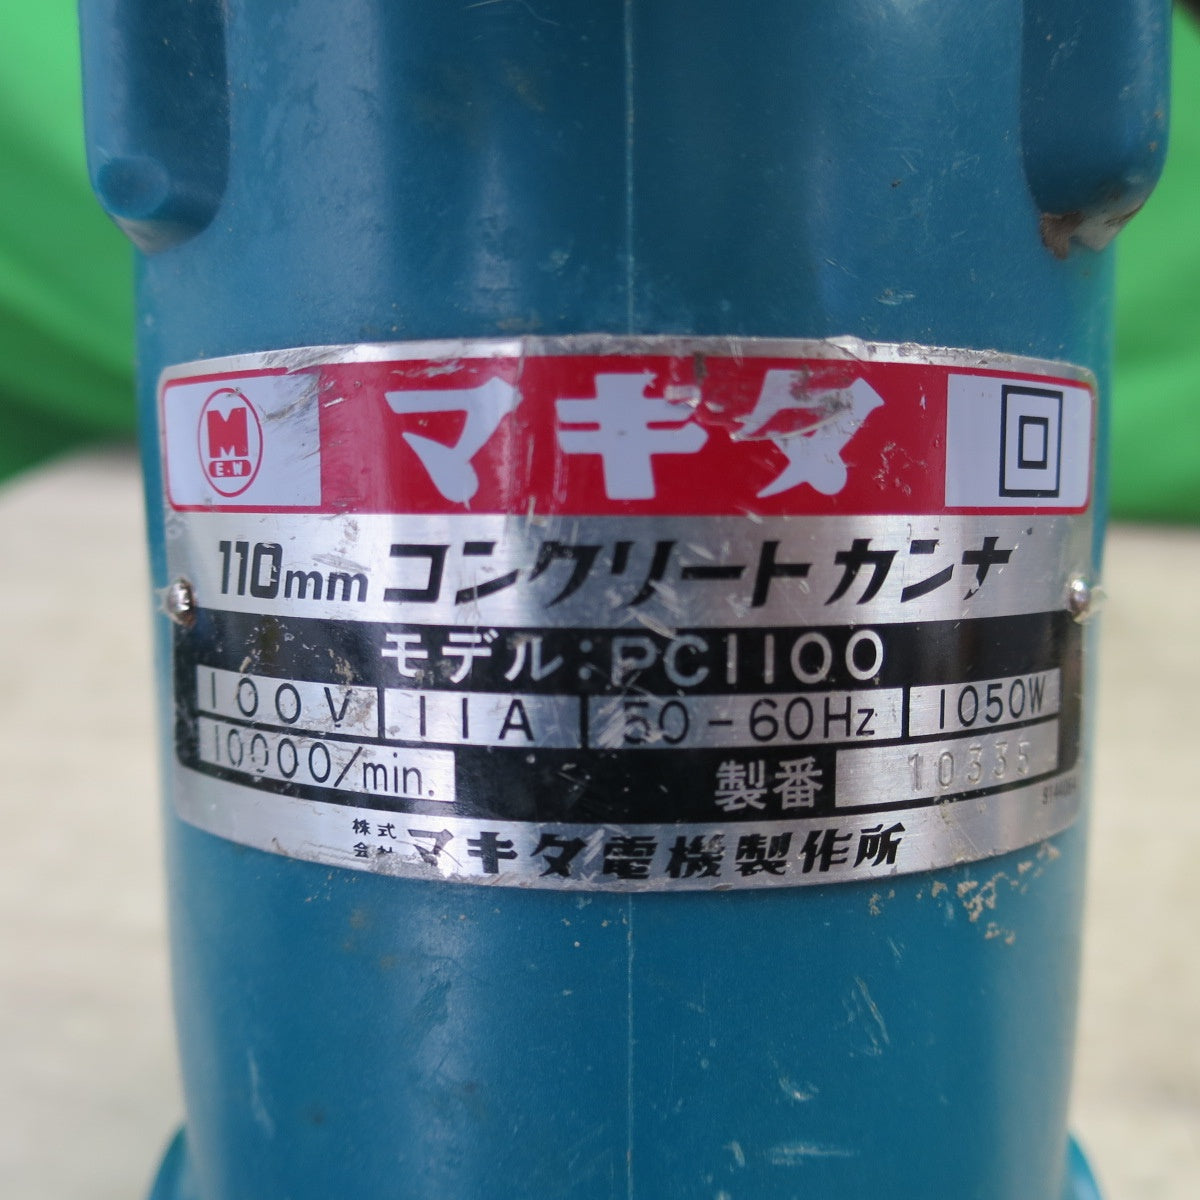 M
E.W
マキタ
110mm コンクリートカンナ
モデル:PC1100
100V 11A 50-60Hz 1050W
10000/min. 製番 10335
株式会社 マキタ電機製作所